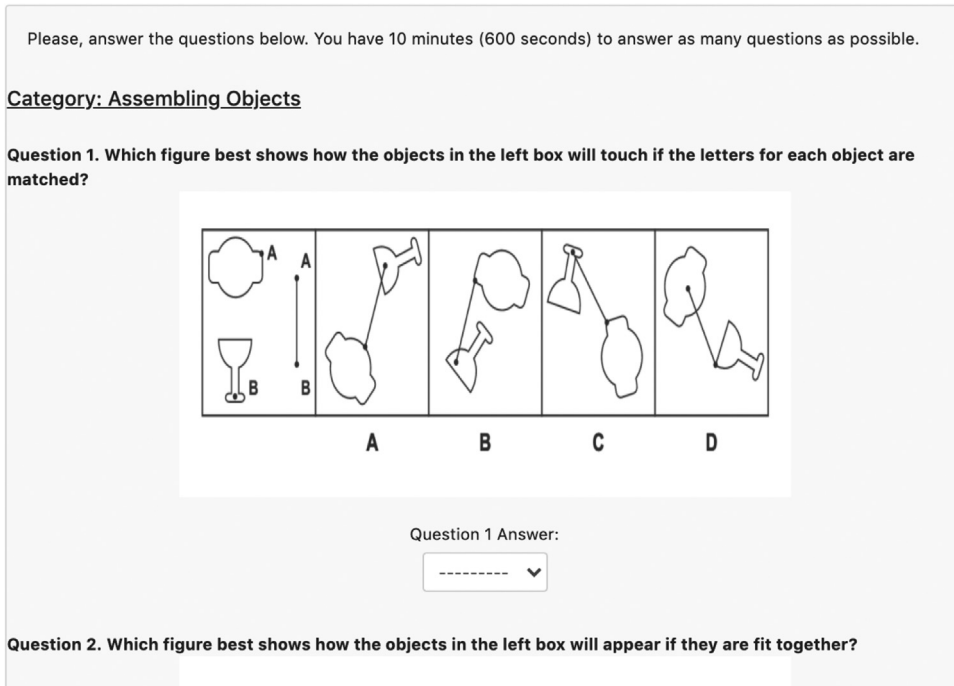 Please, answer the questions below. You have 10 minutes (600 seconds) to answer as many questions as possible.
Category: Assembling Objects
Question 1. Which figure best shows how the objects in the left box will touch if the letters for each object are
matched?
A A
B B
A B C D
Question 1 Answer:
---------
Question 2. Which figure best shows how the objects in the left box will appear if they are fit together?